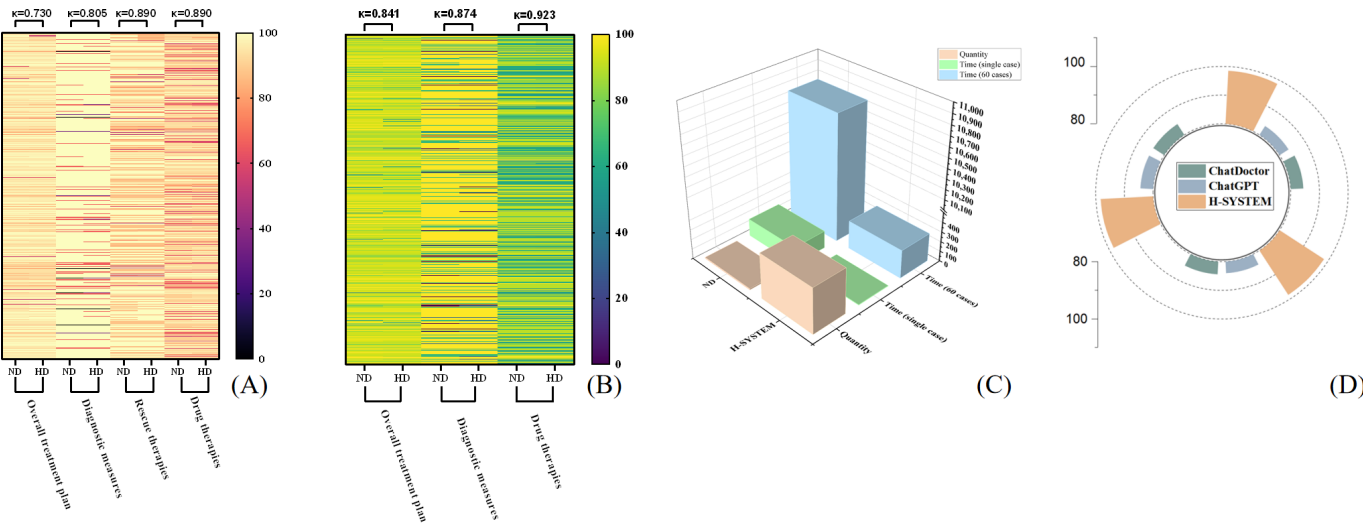 κ=0.730 κ=0.805 κ=0.890 κ=0.890
100
80
60
40
20
0
ND HD ND HD ND HD ND HD
Overall treatment plan
Diagnostic measures
Rescue therapies
Drug therapies
(A)
κ=0.841 κ=0.874 κ=0.923
100
80
60
40
20
0
ND HD ND HD ND HD
Overall treatment plan
Diagnostic measures
Drug therapies
(B)
Quantity
Time (single case)
Time (60 cases)
11,000
10,900
10,800
10,700
10,600
10,500
10,400
10,300
10,200
10,100
400
300
200
100
0
ND
H-SYSTEM
Quantity
Time (single case)
Time (60 cases)
(C)
100
80
80
100
ChatDoctor
ChatGPT
H-SYSTEM
(D)